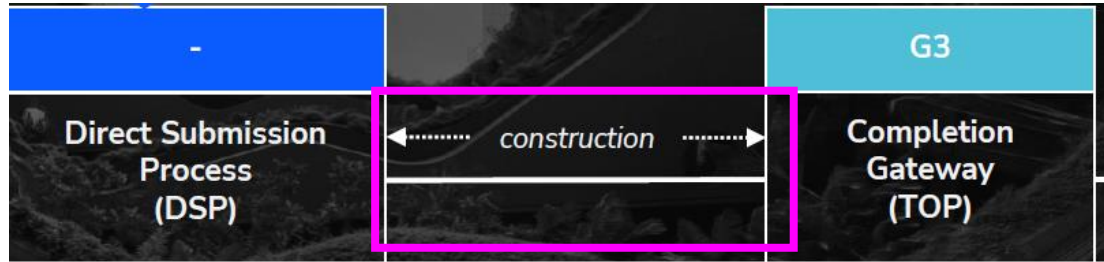 -
Direct Submission
Process
(DSP)
construction
G3
Completion
Gateway
(TOP)